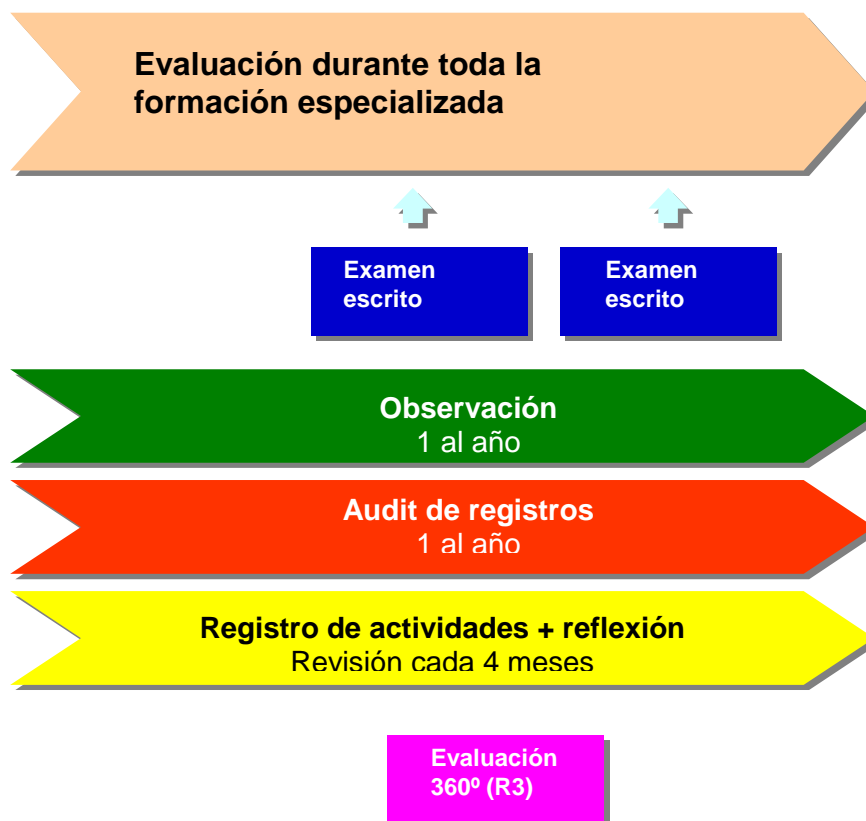 Evaluación durante toda la
formación especializada
Examen
escrito
Examen
escrito
Observación
1 al año
Audit de registros
1 al año
Registro de actividades + reflexión
Revisión cada 4 meses
Evaluación
360º (R3)